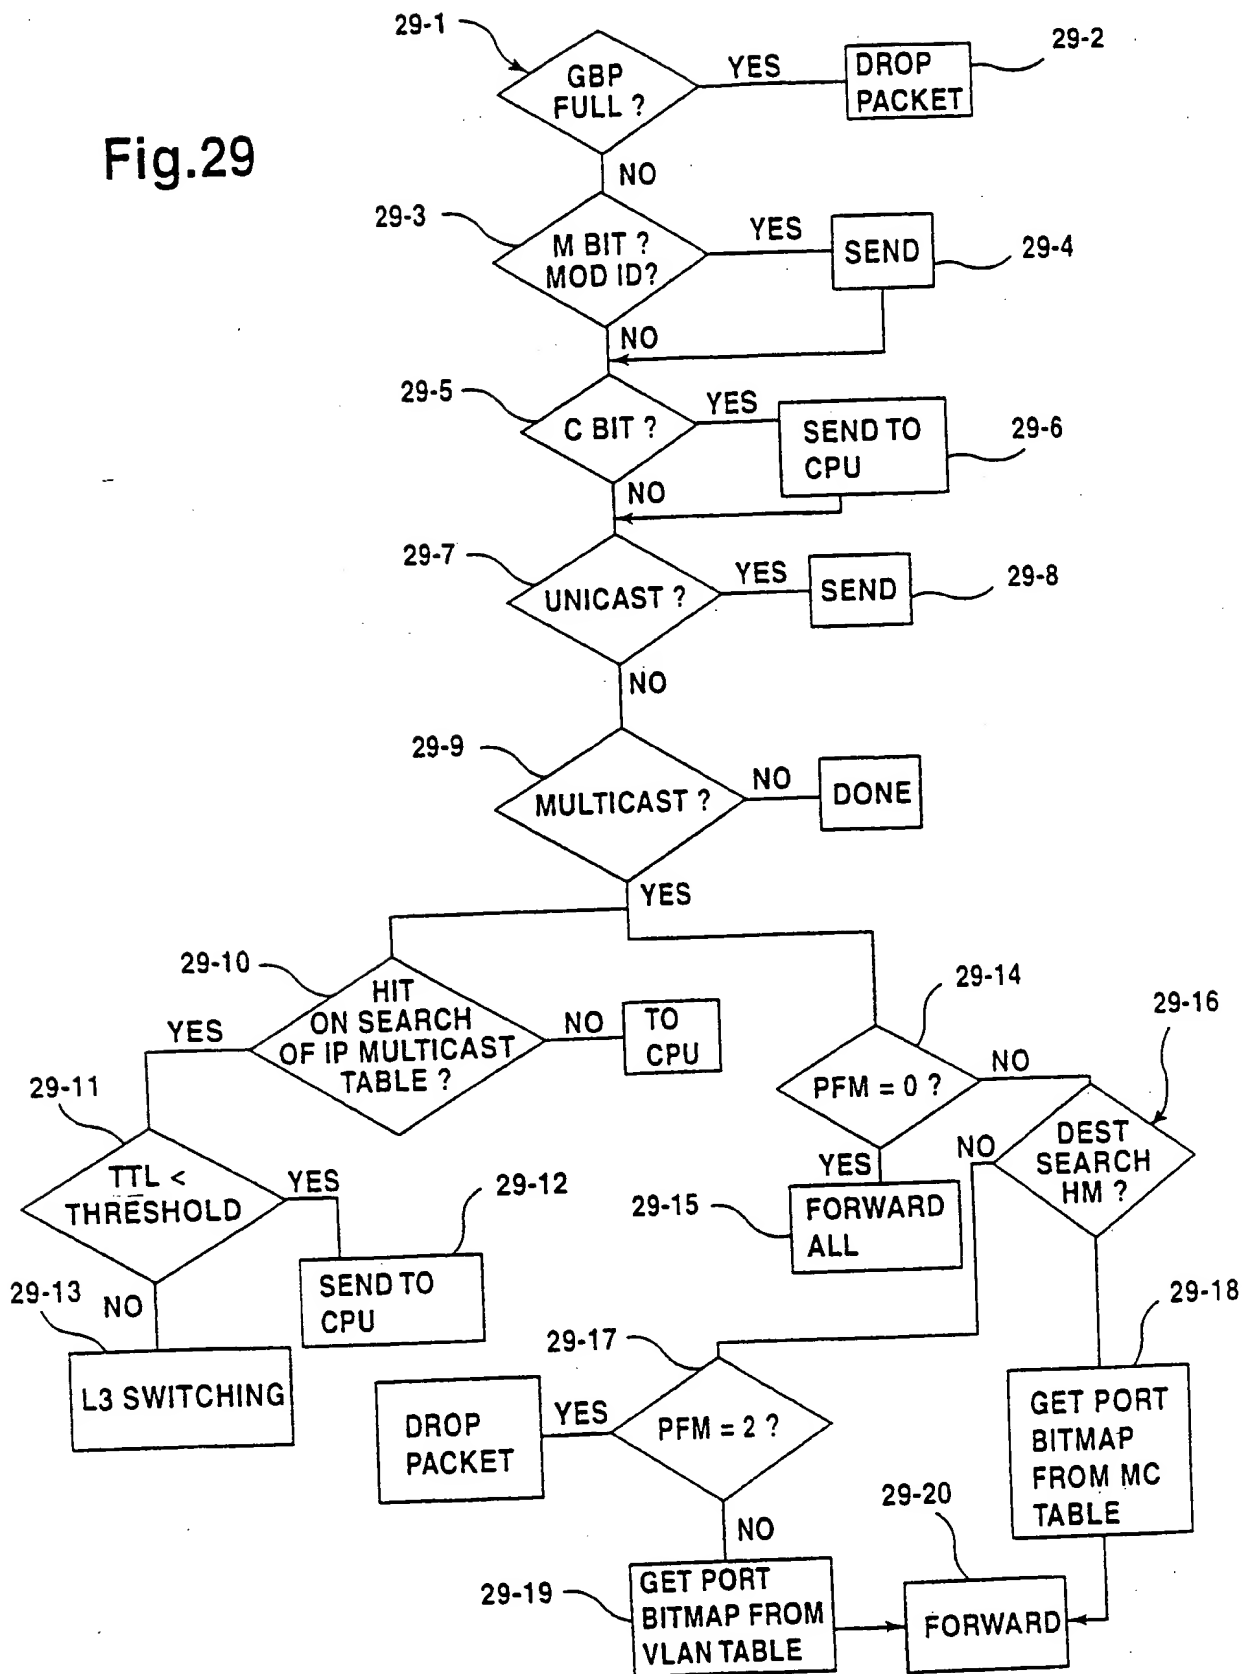 Fig.29
29-1
GBP
FULL ?
YES
DROP
PACKET
29-2
NO
29-3
M BIT ?
MOD ID?
YES
SEND
29-4
NO
29-5
C BIT ?
YES
SEND TO
CPU
29-6
NO
29-7
UNICAST ?
YES
SEND
29-8
NO
29-9
MULTICAST ?
NO
DONE
YES
29-10
HIT
ON SEARCH
OF IP MULTICAST
TABLE ?
YES
NO
TO
CPU
29-11
TTL <
THRESHOLD
YES
29-12
SEND TO
CPU
29-13
NO
L3 SWITCHING
29-14
PFM = 0 ?
NO
YES
29-15
FORWARD
ALL
29-16
DEST
SEARCH
HM ?
NO
29-17
PFM = 2 ?
YES
DROP
PACKET
NO
29-18
GET PORT
BITMAP
FROM MC
TABLE
29-19
GET PORT
BITMAP FROM
VLAN TABLE
29-20
FORWARD